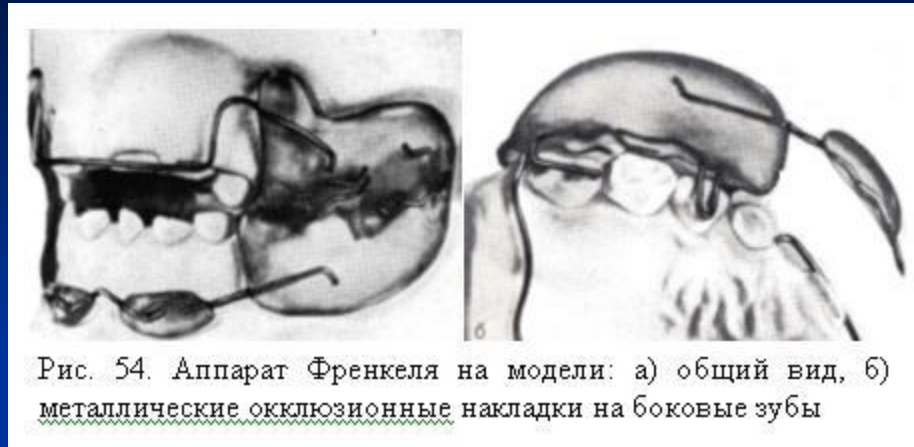 б
Рис. 54. Аппарат Френкеля на модели: а) общий вид, б)
металлические окклюзионные накладки на боковые зубы